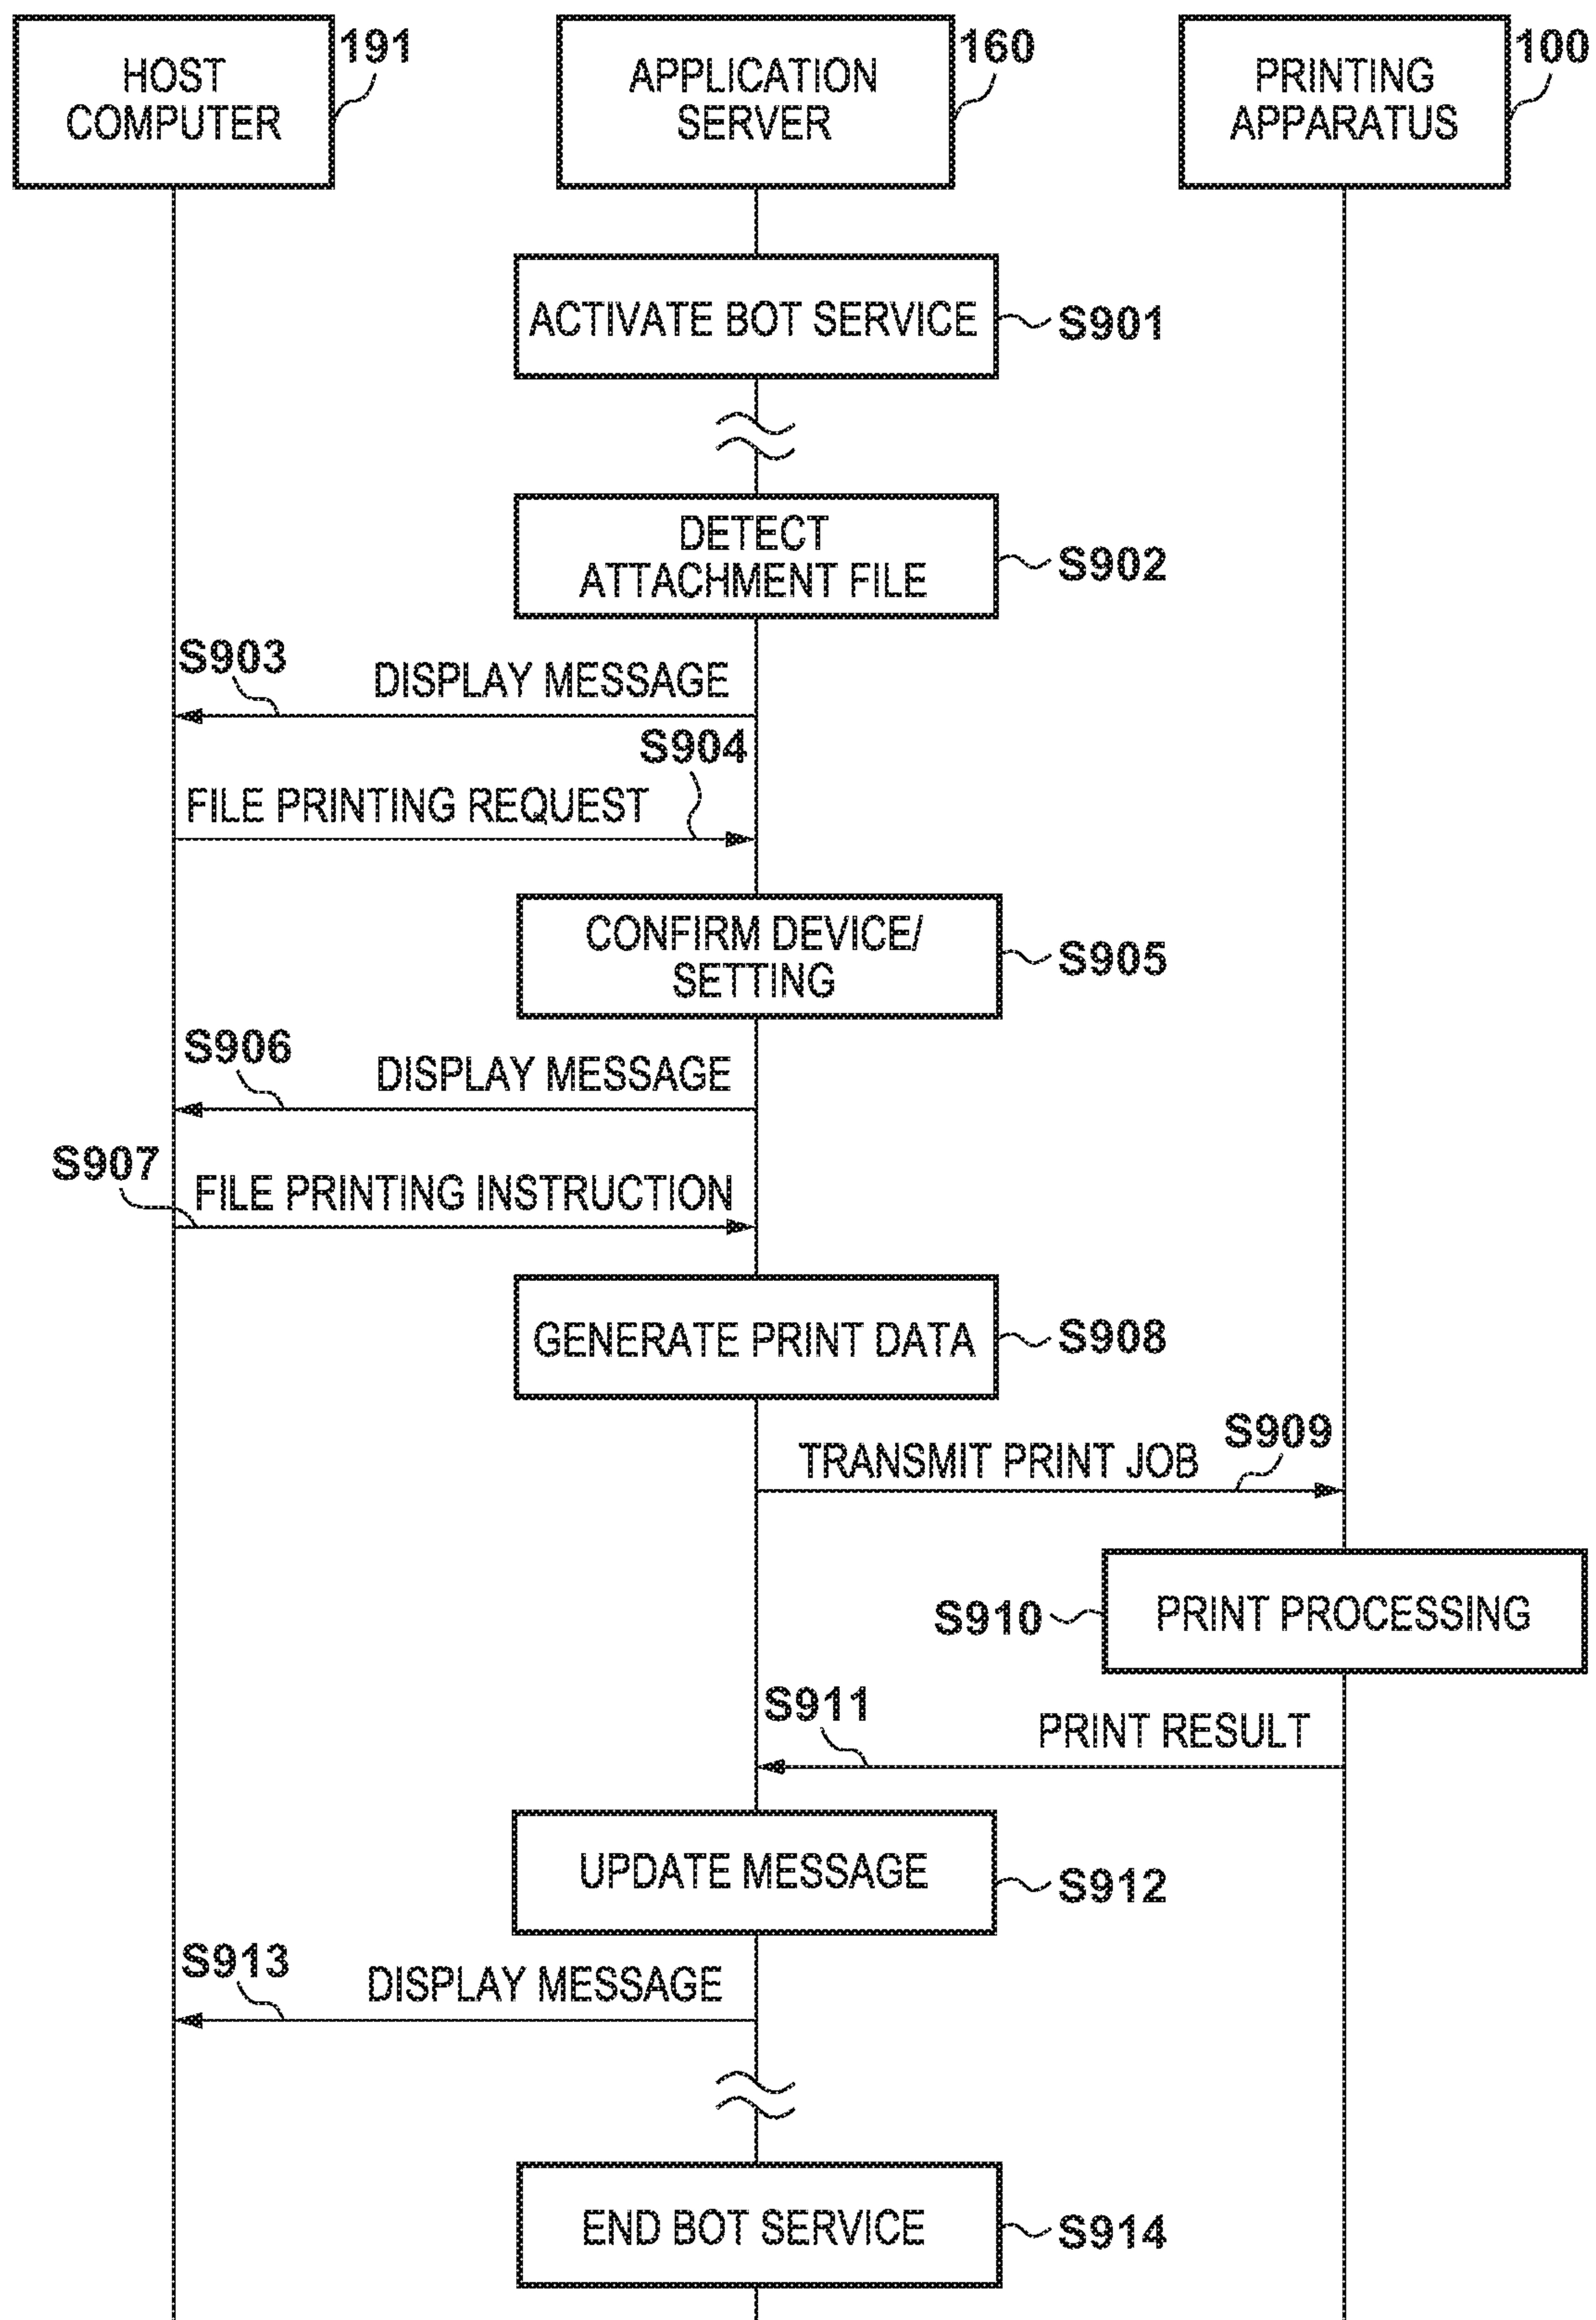 HOST
COMPUTER
191
APPLICATION
SERVER
160
PRINTING
APPARATUS
100
ACTIVATE BOT SERVICE
S901
DETECT
ATTACHMENT FILE
S902
S903
DISPLAY MESSAGE
S904
FILE PRINTING REQUEST
CONFIRM DEVICE/
SETTING
S905
S906
DISPLAY MESSAGE
S907
FILE PRINTING INSTRUCTION
GENERATE PRINT DATA
S908
S909
TRANSMIT PRINT JOB
S910
PRINT PROCESSING
S911
PRINT RESULT
UPDATE MESSAGE
S912
S913
DISPLAY MESSAGE
END BOT SERVICE
S914